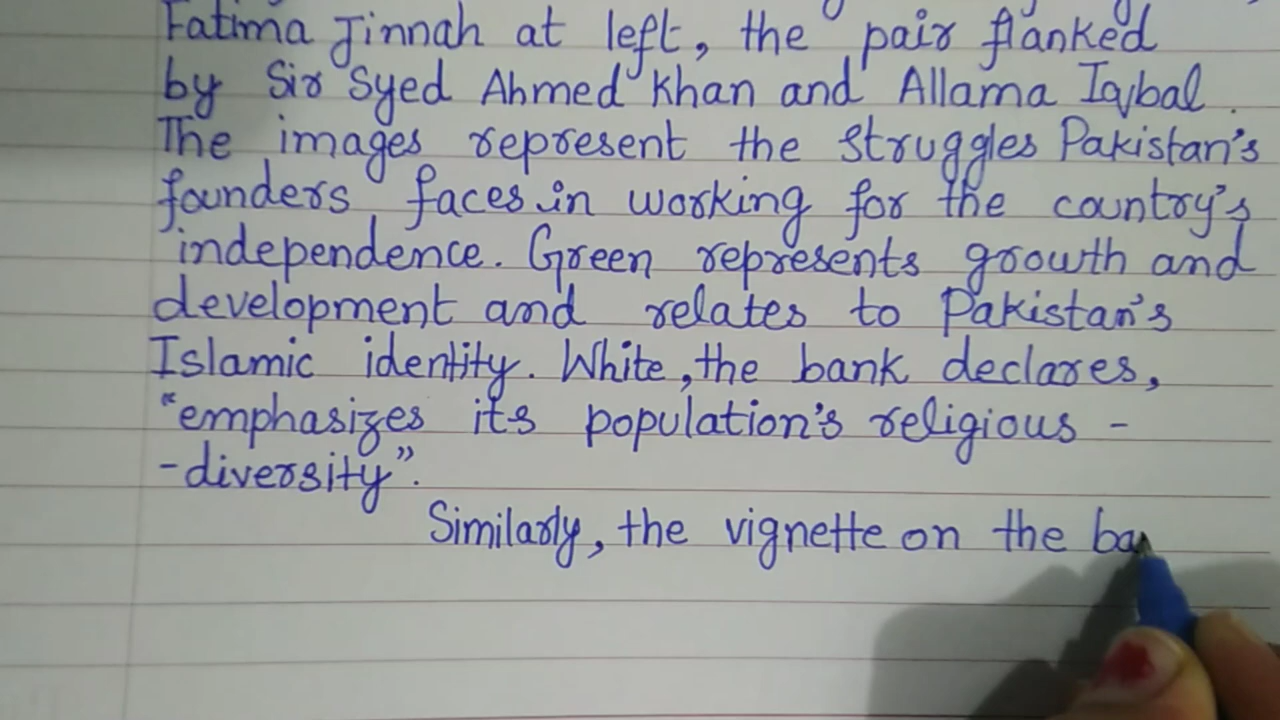 Fatima Jinnah at left, the pair flanked
by Sir Syed Ahmed Khan and Allama Iqbal.
The images represent the struggles Pakistan's
founders faces in working for the country's
independence. Green represents growth and
development and relates to Pakistan's
Islamic identity. White, the bank declares,
"emphasizes its population's religious -
-diversity".
Similarly, the vignette on the ba